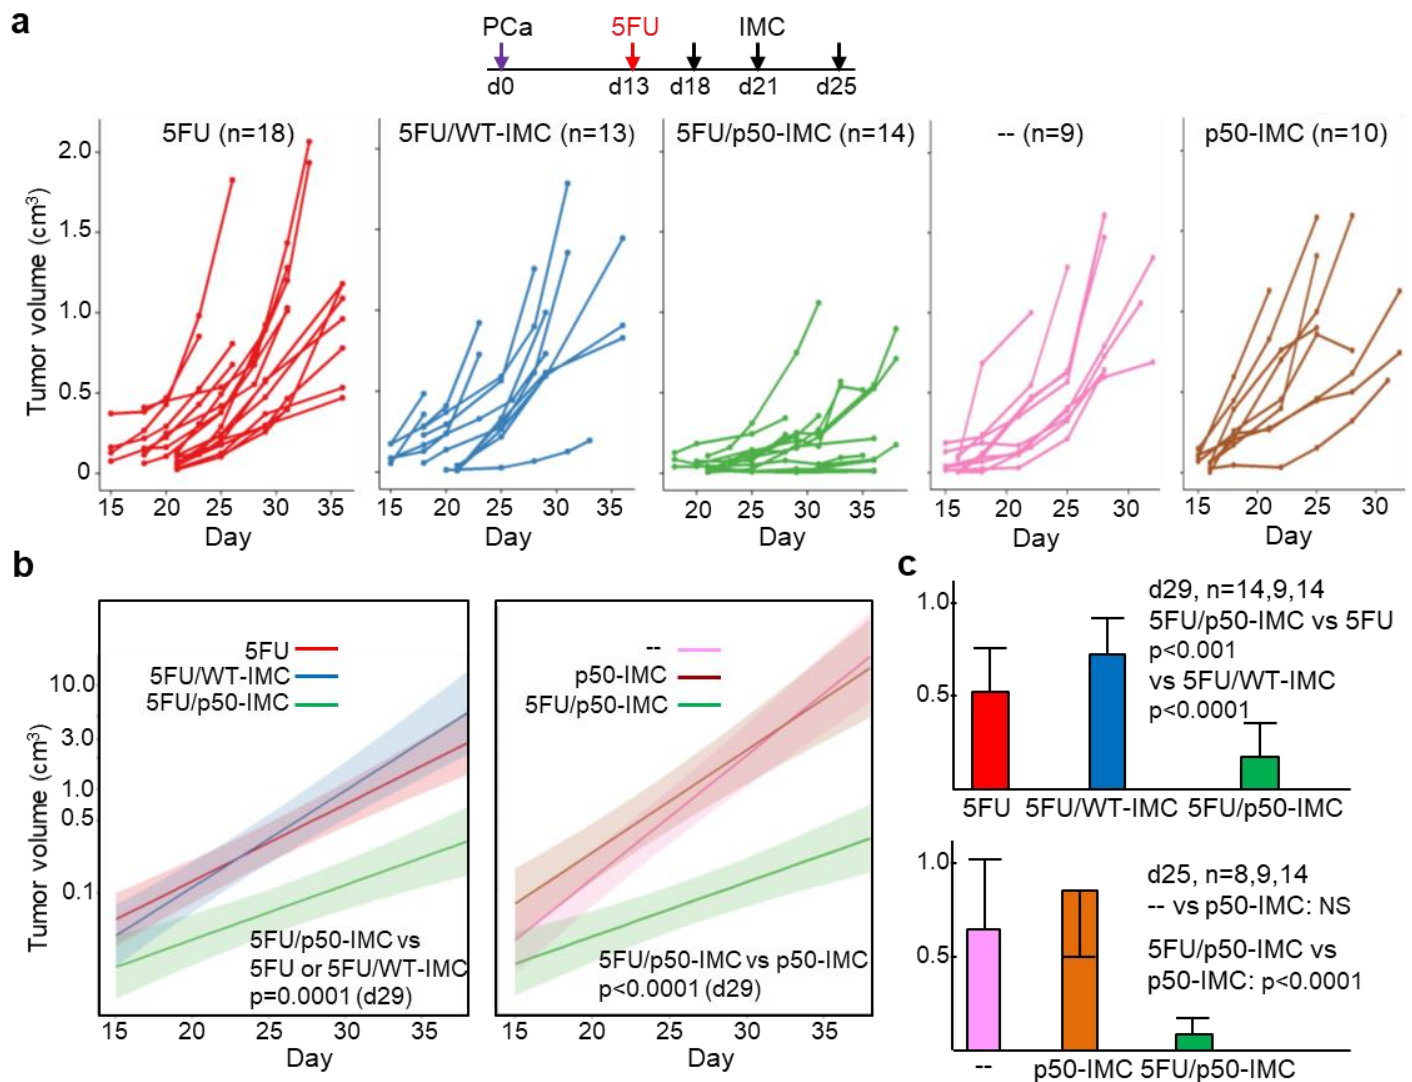 a
PCa 5FU IMC
d0 d13 d18 d21 d25
5FU (n=18) 5FU/WT-IMC (n=13) 5FU/p50-IMC (n=14) -- (n=9) p50-IMC (n=10)
Tumor volume (cm³)
2.0
1.5
1.0
0.5
0
15 20 25 30 35
15 20 25 30 35
20 25 30 35
15 20 25 30
15 20 25 30
Day Day Day Day Day
b
Tumor volume (cm³)
10.0
3.0
1.0
0.5
0.1
5FU
5FU/WT-IMC
5FU/p50-IMC
5FU/p50-IMC vs
5FU or 5FU/WT-IMC
p=0.0001 (d29)
15 20 25 30 35
Day
--
p50-IMC
5FU/p50-IMC
5FU/p50-IMC vs p50-IMC
p<0.0001 (d29)
15 20 25 30 35
Day
c
1.0
0.5
d29, n=14,9,14
5FU/p50-IMC vs 5FU
p<0.001
vs 5FU/WT-IMC
p<0.0001
5FU 5FU/WT-IMC 5FU/p50-IMC
1.0
0.5
d25, n=8,9,14
-- vs p50-IMC: NS
5FU/p50-IMC vs
p50-IMC: p<0.0001
-- p50-IMC 5FU/p50-IMC